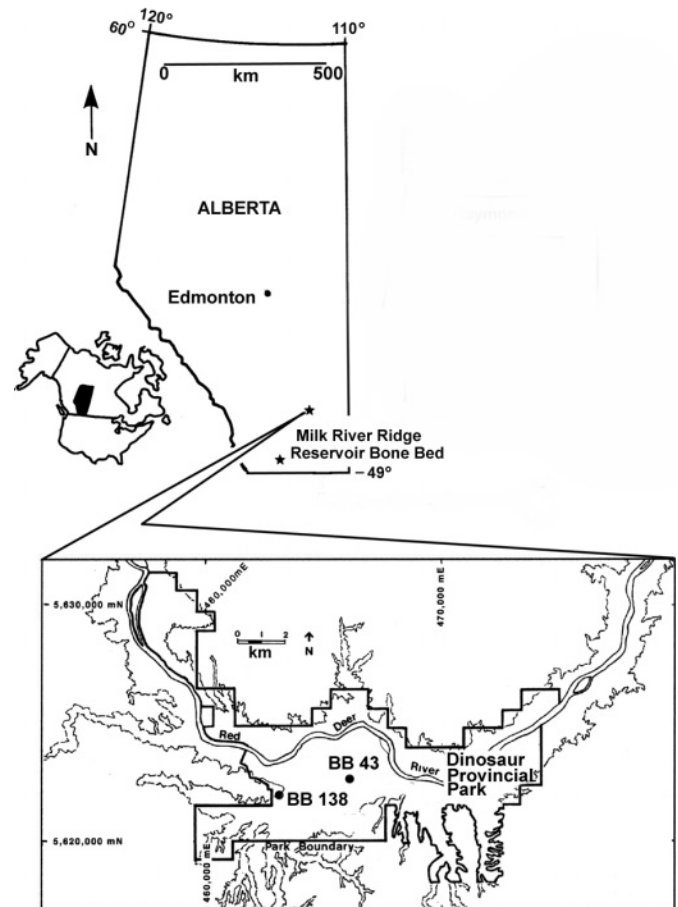 60° 120° 110°
0 500
km
N
ALBERTA
Edmonton
Milk River Ridge
Reservoir Bone Bed
49°
460,000mE
470,000 mE
5,630,000 mN
0 1 2
km
N
Red Deer River
BB 43
BB 138
Dinosaur
Provincial
Park
5,620,000 mN
460,000 mE
Park Boundary